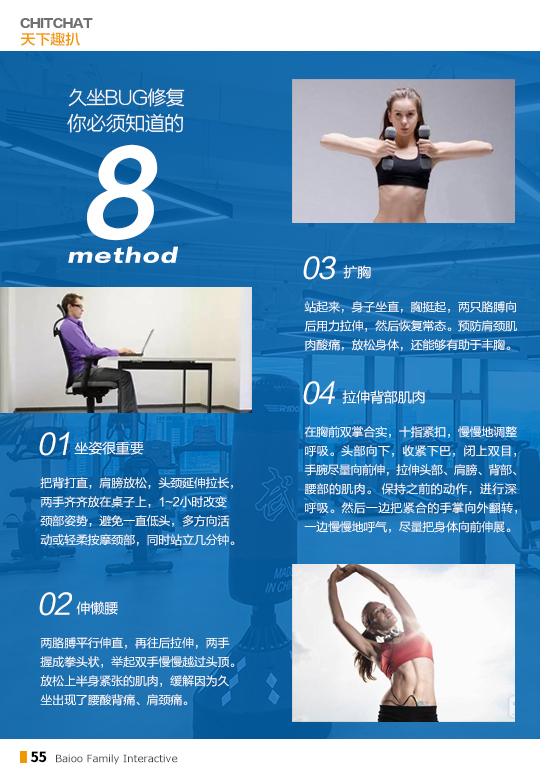 CHITCHAT
天下趣扒
久坐BUG修复
你必须知道的
8
method
01 坐姿很重要
把背打直，肩膀放松，头颈延伸拉长，
两手齐齐放在桌子上，1~2小时改变
颈部姿势，避免一直低头，多方向活
动或轻柔按摩颈部，同时站立几分钟。
02 伸懒腰
两胳膊平行伸直，再往后拉伸，两手
握成拳头状，举起双手慢慢越过头顶。
放松上半身紧张的肌肉，缓解因为久
坐出现了腰酸背痛、肩颈痛。
03 扩胸
站起来，身子坐直，胸挺起，两只胳膊向
后用力拉伸，然后恢复常态。预防肩颈肌
肉酸痛，放松身体，还能够有助于丰胸。
04 拉伸背部肌肉
在胸前双掌合实，十指紧扣，慢慢地调整
呼吸。头部向下，收紧下巴，闭上双目，
手腕尽量向前伸，拉伸头部、肩膀、背部、
腰部的肌肉。 保持之前的动作，进行深
呼吸。然后一边把紧合的手掌向外翻转，
一边慢慢地呼气，尽量把身体向前伸展。
武
MADE
IN CHINA
55 Baioo Family Interactive